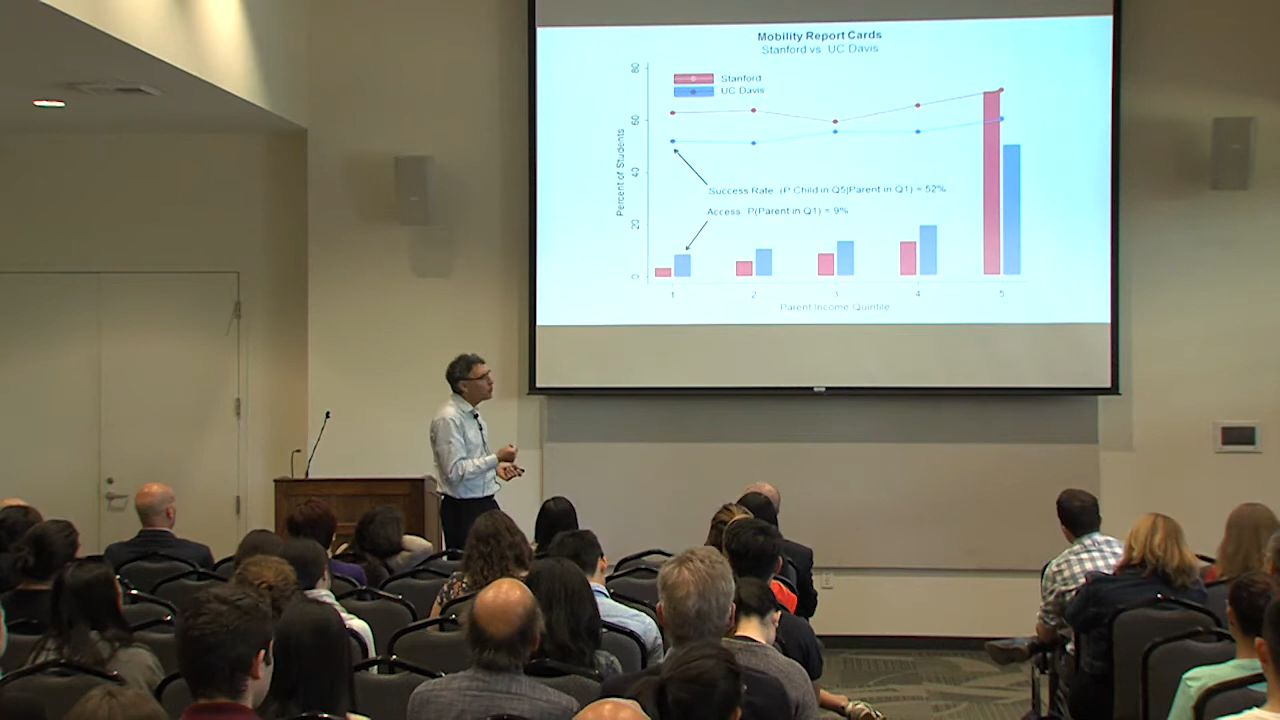 Mobility Report Cards
Stanford vs. UC Davis
Stanford
UC Davis
Percent of Students
80
60
40
20
0
Success Rate: (P Child in Q5|Parent in Q1) = 52%
Access: P(Parent in Q1) = 9%
1 2 3 4 5
Parent Income Quintile